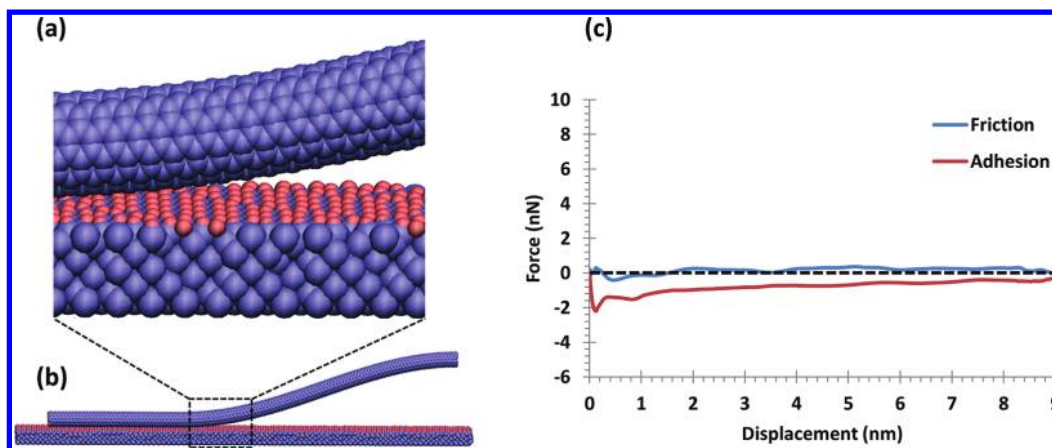 (a)
(b)
(c)
10
8
6
4
2
0
-2
-4
-6
Force (nN)
Friction
Adhesion
0 1 2 3 4 5 6 7 8 9
Displacement (nm)